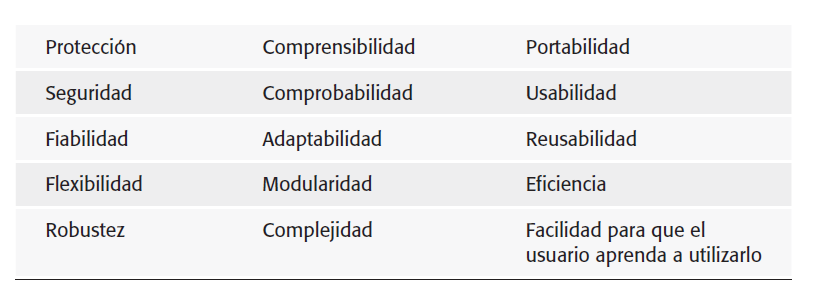 Protección Comprensibilidad Portabilidad
Seguridad Comprobabilidad Usabilidad
Fiabilidad Adaptabilidad Reusabilidad
Flexibilidad Modularidad Eficiencia
Robustez Complejidad Facilidad para que el
usuario aprenda a utilizarlo